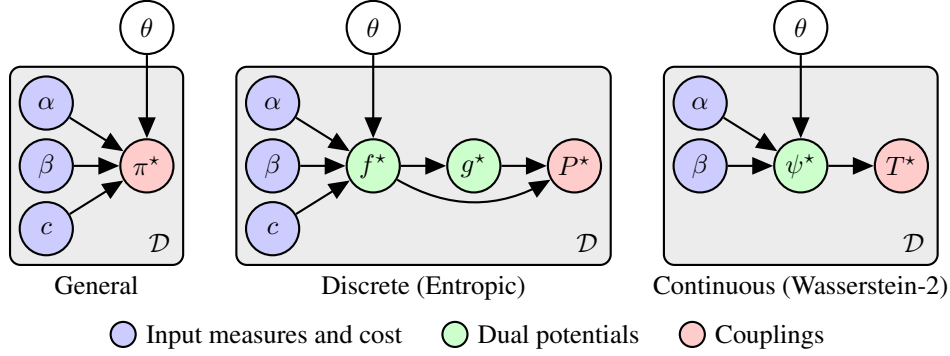 θ θ θ
α α α
β π* β f* g* P* β ψ* T*
c c
𝒟 𝒟 𝒟
General Discrete (Entropic) Continuous (Wasserstein-2)
Input measures and cost Dual potentials Couplings